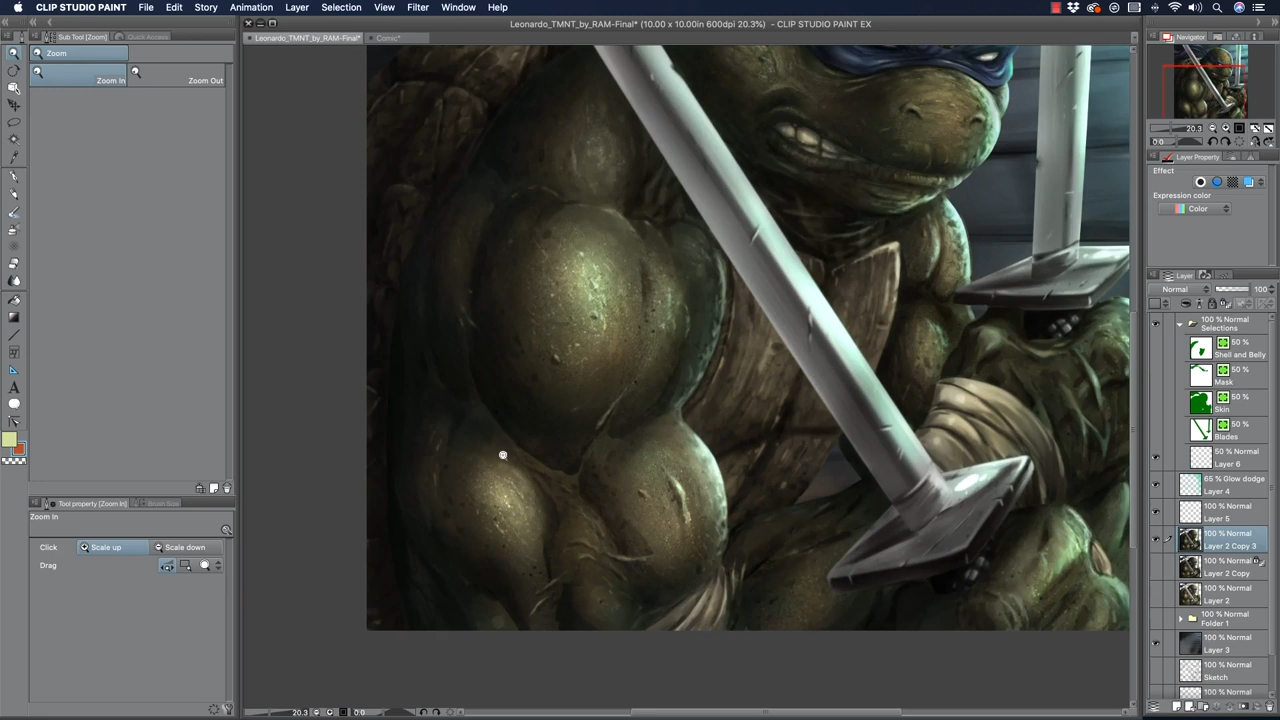 CLIP STUDIO PAINT File Edit Story Animation Layer Selection View Filter Window Help
Leonardo_TMNT_by_RAM-Final* (10.00 x 10.00in 600dpi 20.3%) - CLIP STUDIO PAINT EX
Sub Tool [Zoom] Quick Access
Leonardo_TMNT_by_RAM-Final* Comic*
Navigator
Zoom
Zoom In Zoom Out
20.3
0.0
Layer Property
Effect
Expression color
Color
Layer
Normal 100
100 % Normal
Selections
50 %
Shell and Belly
50 %
Mask
50 %
Skin
50 %
Blades
50 % Normal
Layer 6
65 % Glow dodge
Layer 4
100 % Normal
Layer 5
100 % Normal
Layer 2 Copy 3
100 % Normal
Layer 2 Copy
100 % Normal
Layer 2
100 % Normal
Folder 1
100 % Normal
Layer 3
100 % Normal
Sketch
100 % Normal
Tool property [Zoom In] Brush Size
Zoom In
Click Scale up Scale down
Drag
20.3 0.0